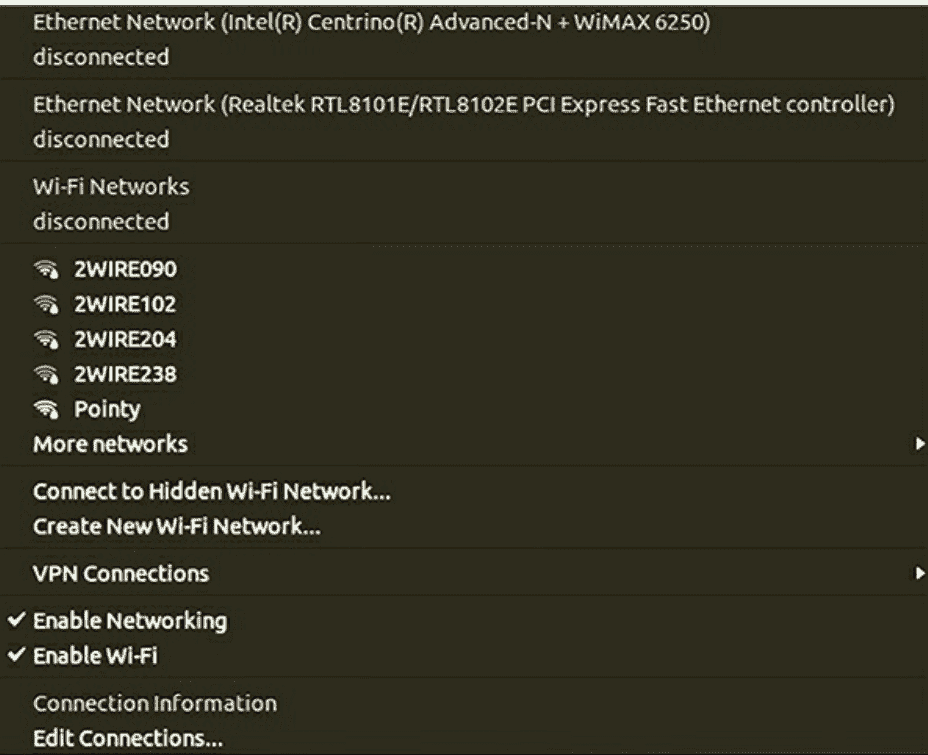 Ethernet Network (Intel(R) Centrino(R) Advanced-N + WiMAX 6250)
disconnected
Ethernet Network (Realtek RTL8101E/RTL8102E PCI Express Fast Ethernet controller)
disconnected
Wi-Fi Networks
disconnected
2WIRE090
2WIRE102
2WIRE204
2WIRE238
Pointy
More networks
Connect to Hidden Wi-Fi Network...
Create New Wi-Fi Network...
VPN Connections
Enable Networking
Enable Wi-Fi
Connection Information
Edit Connections...